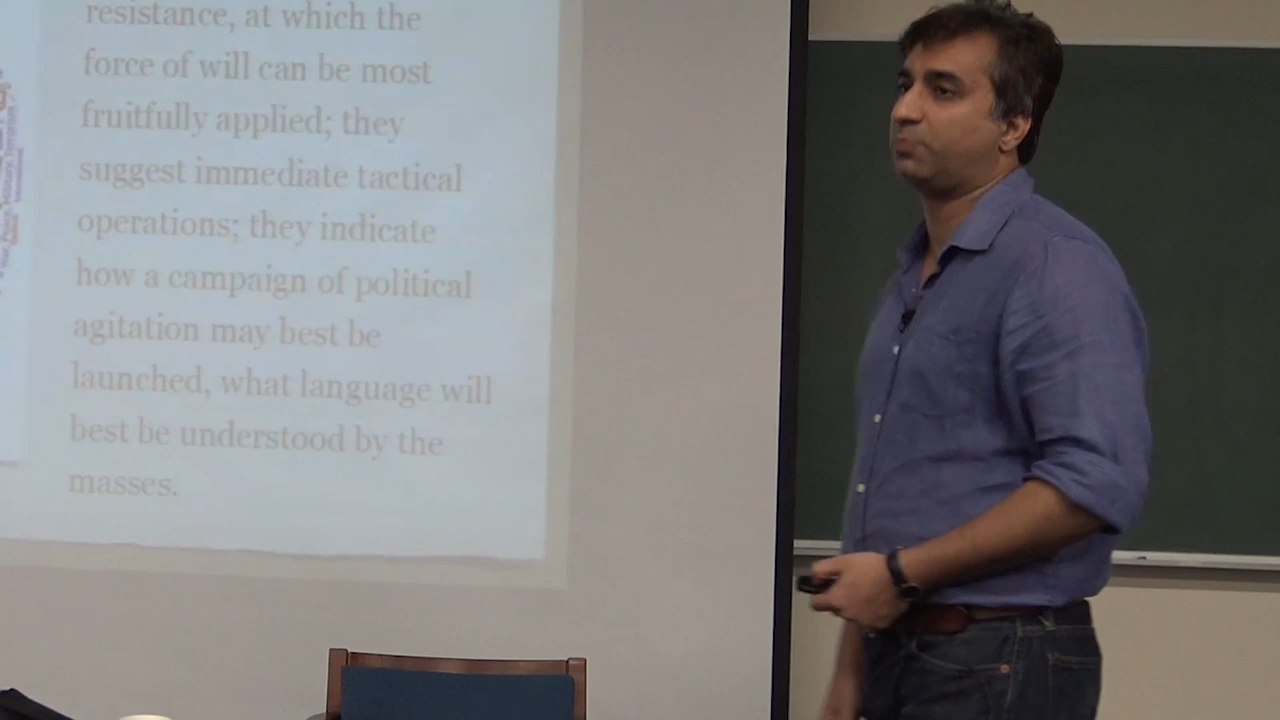 resistance, at which the
force of will can be most
fruitfully applied; they
suggest immediate tactical
operations; they indicate
how a campaign of political
agitation may best be
launched, what language will
best be understood by the
masses.